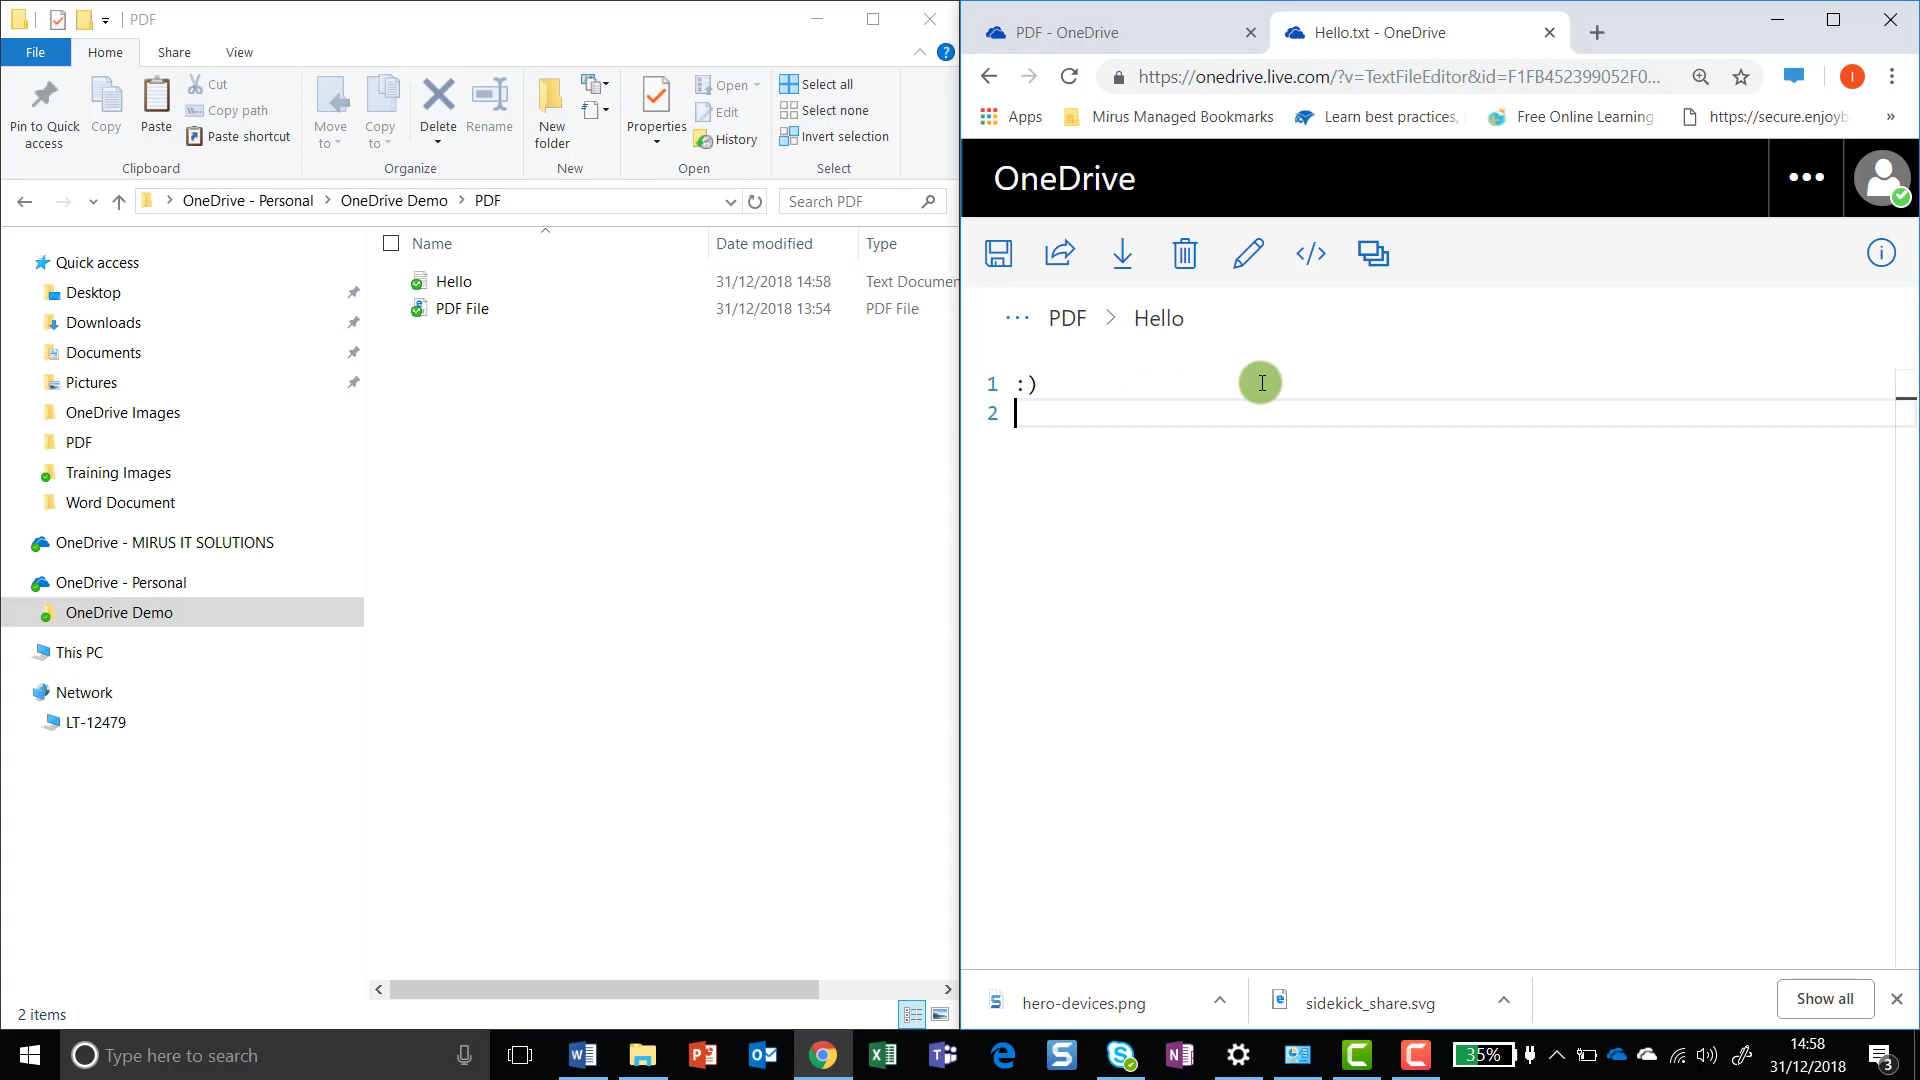 PDF
File
Home
Share
View
Pin to Quick access
Copy
Paste
Cut
Copy path
Paste shortcut
Clipboard
Move to
Copy to
Delete
Rename
Organize
New folder
New
Properties
Open
Edit
History
Open
Select all
Select none
Invert selection
Select
OneDrive - Personal
OneDrive Demo
PDF
Search PDF
Name
Date modified
Type
Hello
31/12/2018 14:58
Text Documen
PDF File
31/12/2018 13:54
PDF File
Quick access
Desktop
Downloads
Documents
Pictures
OneDrive Images
PDF
Training Images
Word Document
OneDrive - MIRUS IT SOLUTIONS
OneDrive - Personal
OneDrive Demo
This PC
Network
LT-12479
2 items
PDF - OneDrive
Hello.txt - OneDrive
https://onedrive.live.com/?v=TextFileEditor&id=F1FB452399052F0...
I
Apps
Mirus Managed Bookmarks
Learn best practices,
Free Online Learning
https://secure.enjoyb
»
OneDrive
PDF > Hello
1 :)
2
hero-devices.png
sidekick_share.svg
Show all
Type here to search
35%
14:58
31/12/2018
3